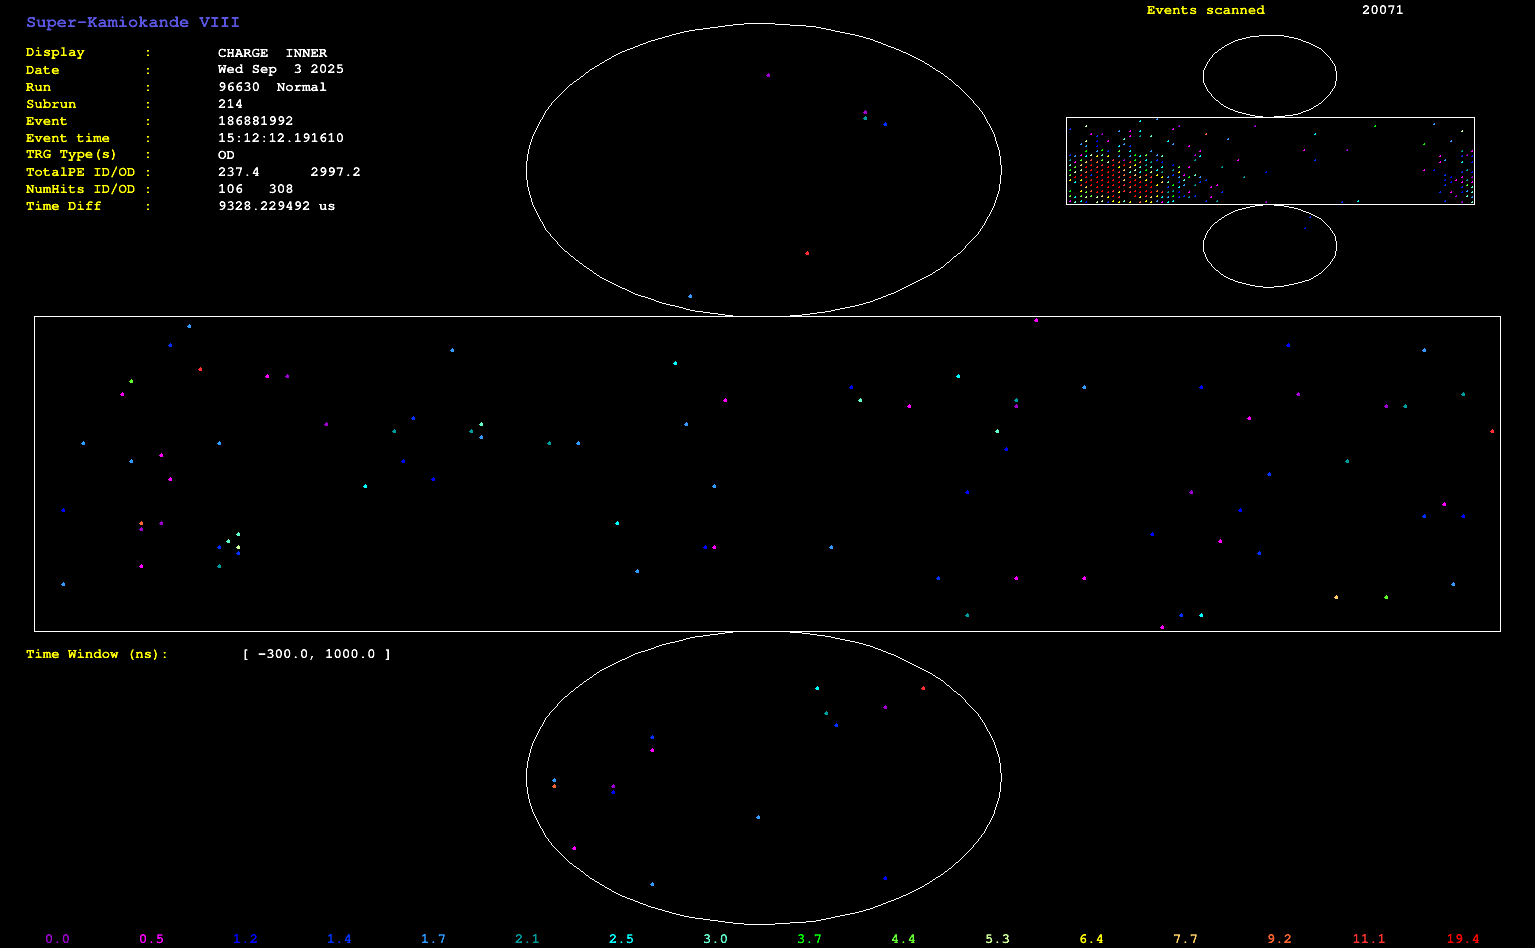 Super-Kamiokande VIII
Events scanned 20071
Display : CHARGE INNER
Date : Wed Sep 3 2025
Run : 96630 Normal
Subrun : 214
Event : 186881992
Event time : 15:12:12.191610
TRG Type(s) : OD
TotalPE ID/OD : 237.4 2997.2
NumHits ID/OD : 106 308
Time Diff : 9328.229492 us
Time Window (ns): [ -300.0, 1000.0 ]
0.0 0.5 1.2 1.4 1.7 2.1 2.5 3.0 3.7 4.4 5.3 6.4 7.7 9.2 11.1 19.4